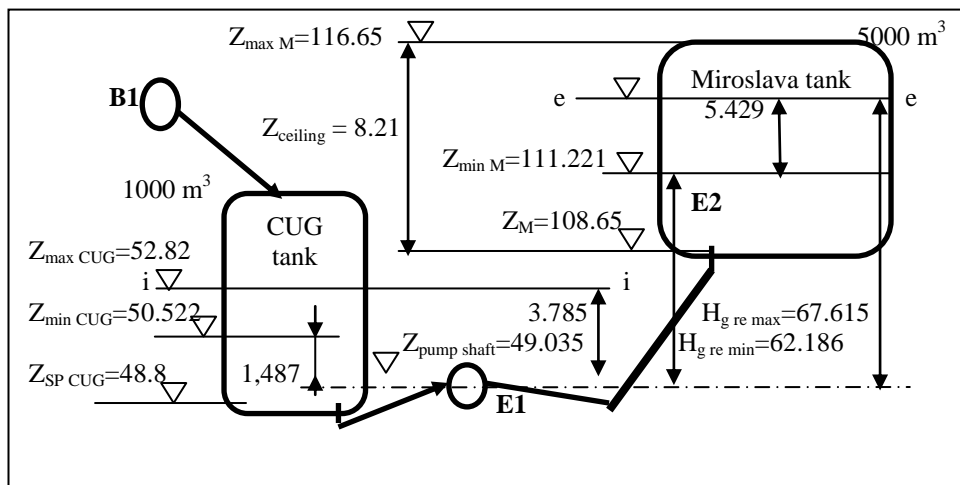 Z_max M=116.65
5000 m³
B1
Miroslava tank
e
5.429
e
Z_ceiling = 8.21
Z_min M=111.221
1000 m³
E2
CUG
tank
Z_M=108.65
Z_max CUG=52.82
i
i
Z_min CUG=50.522
3.785
H_g re max=67.615
Z_pump shaft=49.035
H_g re min=62.186
Z_SP CUG=48.8
1,487
E1